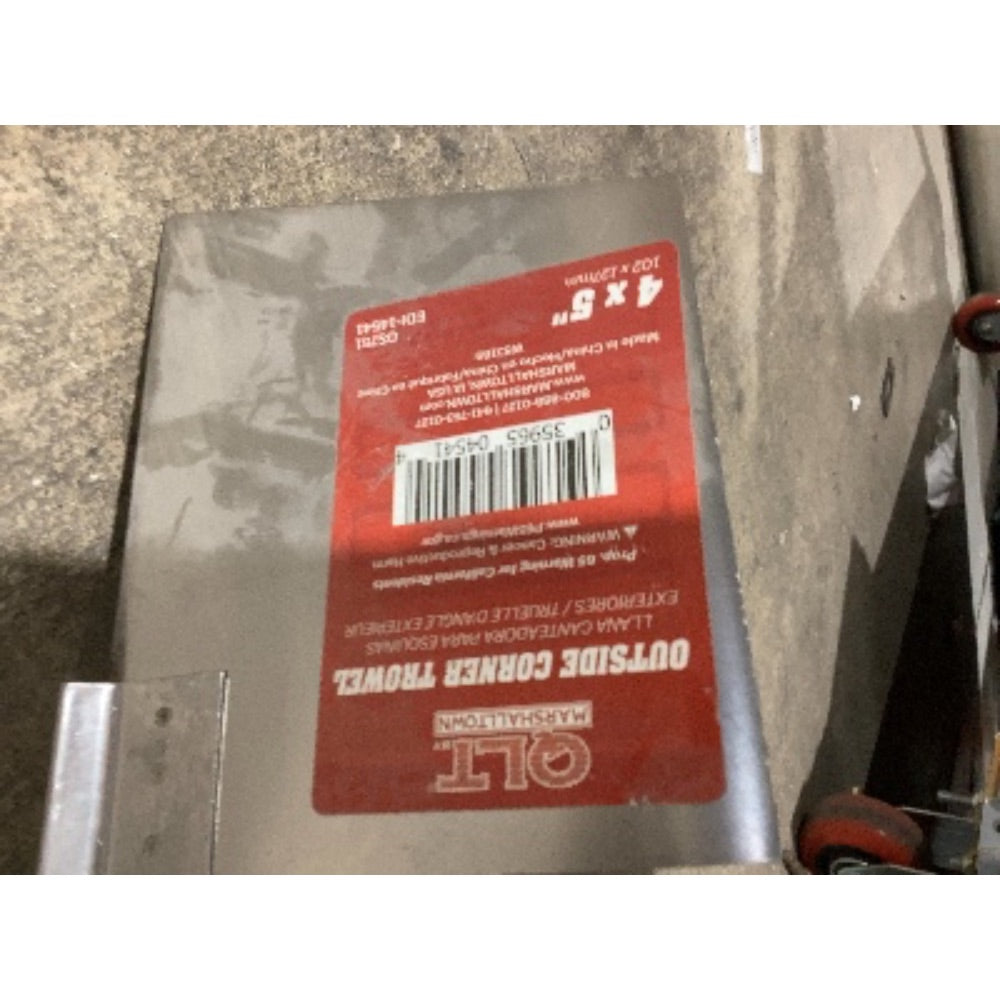 QLT
BY MARSHALLTOWN
OUTSIDE CORNER TROWEL
LLANA CANTEADORA PARA ESQUINAS
EXTERIORES / TRUELLE D'ANGLE EXTERIEUR
Prop. 65 Warning for California Residents
⚠ WARNING: Cancer & Reproductive Harm
www.P65Warnings.ca.gov
0 35965 04541 4
800-888-0127 | 641-753-0127
www.MARSHALLTOWN.com
MARSHALLTOWN, IA USA
Made in China/Hecho en China/Fabriqué en Chine
4 x 5"
102 x 127mm
EDI-14541